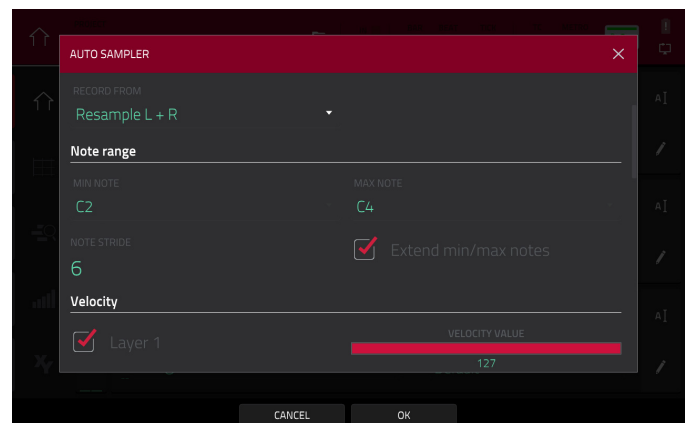 AUTO SAMPLER
RECORD FROM
Resample L + R
Note range
MIN NOTE
MAX NOTE
C2
C4
NOTE STRIDE
Extend min/max notes
6
Velocity
Layer 1
VELOCITY VALUE
127
CANCEL
OK